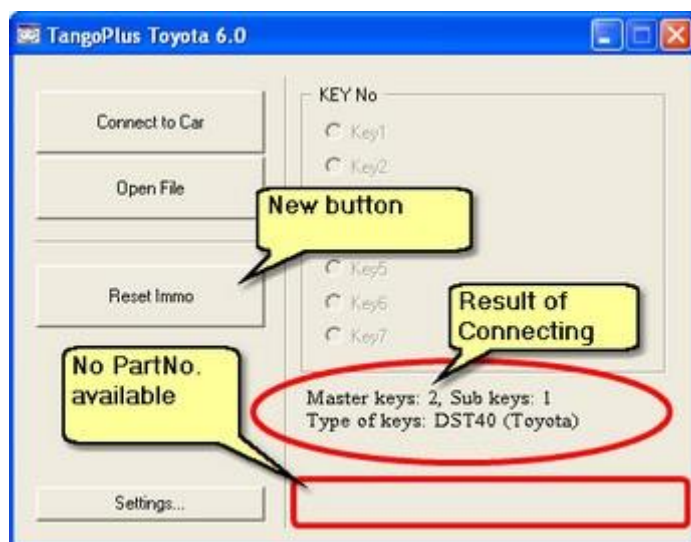 TangoPlus Toyota 6.0
Connect to Car
Open File
Reset Immo
Settings...
KEY No
Key1
Key2
Key5
Key6
Key7
New button
Result of
Connecting
No PartNo.
available
Master keys: 2, Sub keys: 1
Type of keys: DST40 (Toyota)